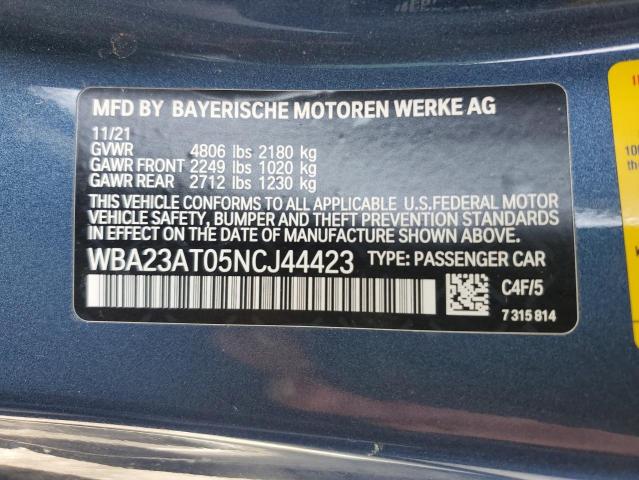 MFD BY BAYERISCHE MOTOREN WERKE AG
11/21
GVWR 4806 lbs 2180 kg
GAWR FRONT 2249 lbs 1020 kg
GAWR REAR 2712 lbs 1230 kg
THIS VEHICLE CONFORMS TO ALL APPLICABLE U.S.FEDERAL MOTOR
VEHICLE SAFETY, BUMPER AND THEFT PREVENTION STANDARDS
IN EFFECT ON THE DATE OF MANUFACTURE SHOWN ABOVE.
WBA23AT05NCJ44423 TYPE: PASSENGER CAR
C4F/5
7 315 814